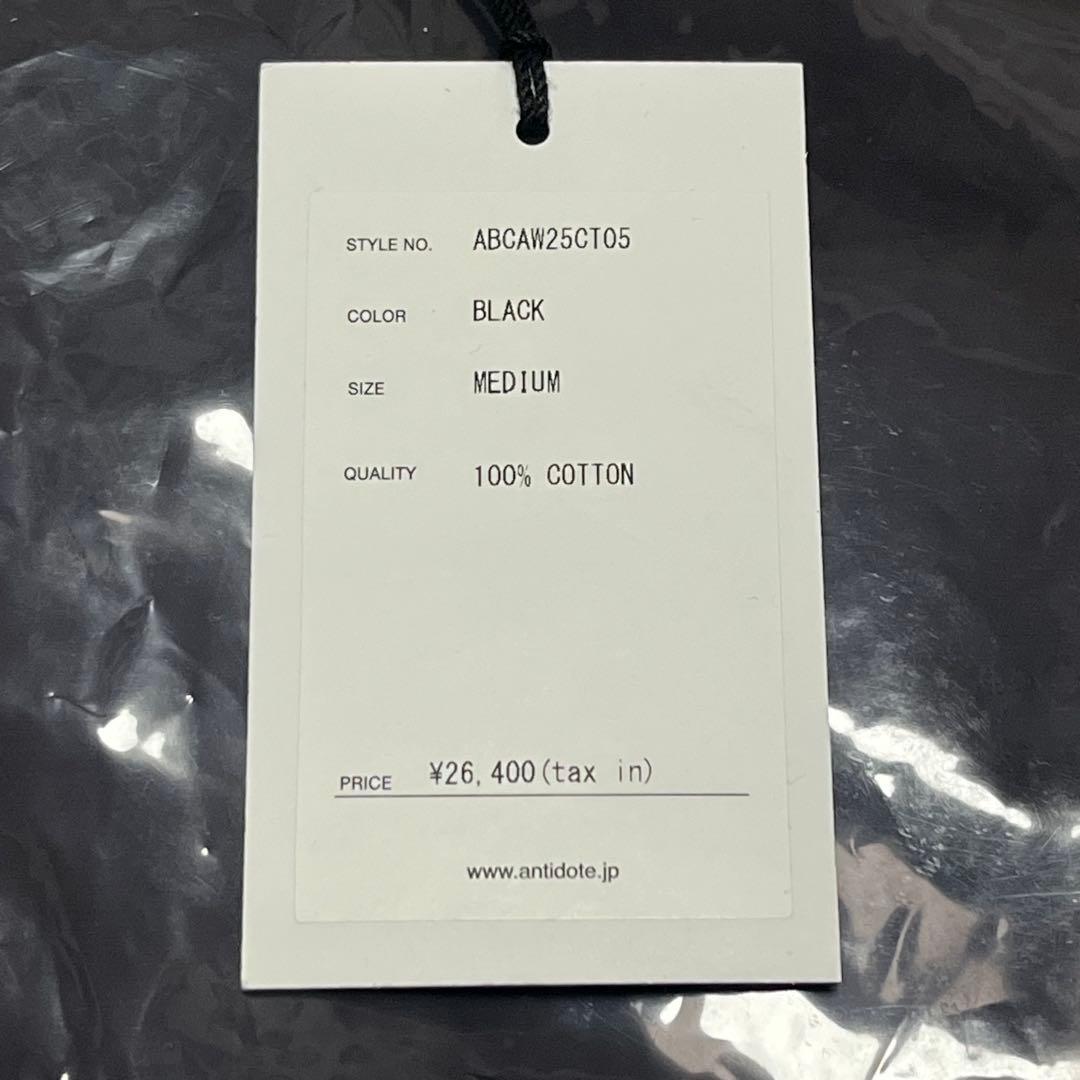 STYLE NO. ABCAW25CT05
COLOR BLACK
SIZE MEDIUM
QUALITY 100% COTTON
PRICE ¥26,400(tax in)
www.antidote.jp